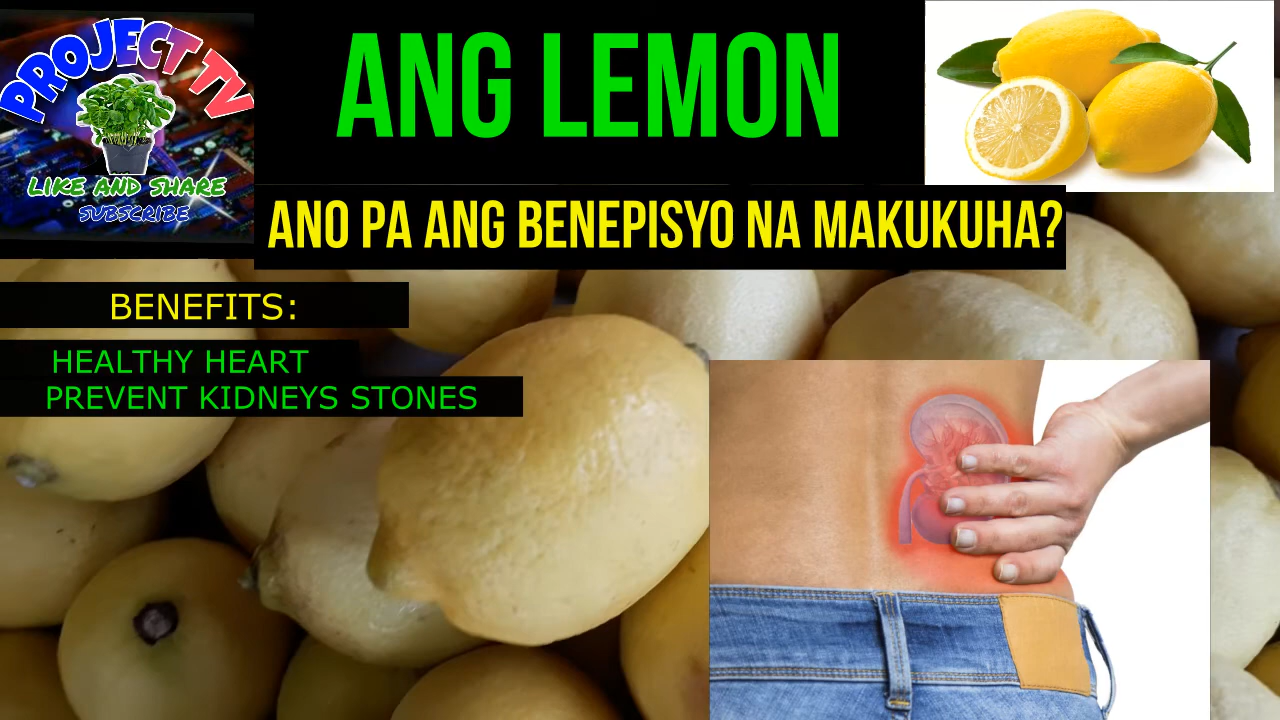 PROJECT TV
LIKE AND SHARE
SUBSCRIBE
ANG LEMON
ANO PA ANG BENEPISYO NA MAKUKUHA?
BENEFITS:
HEALTHY HEART
PREVENT KIDNEYS STONES